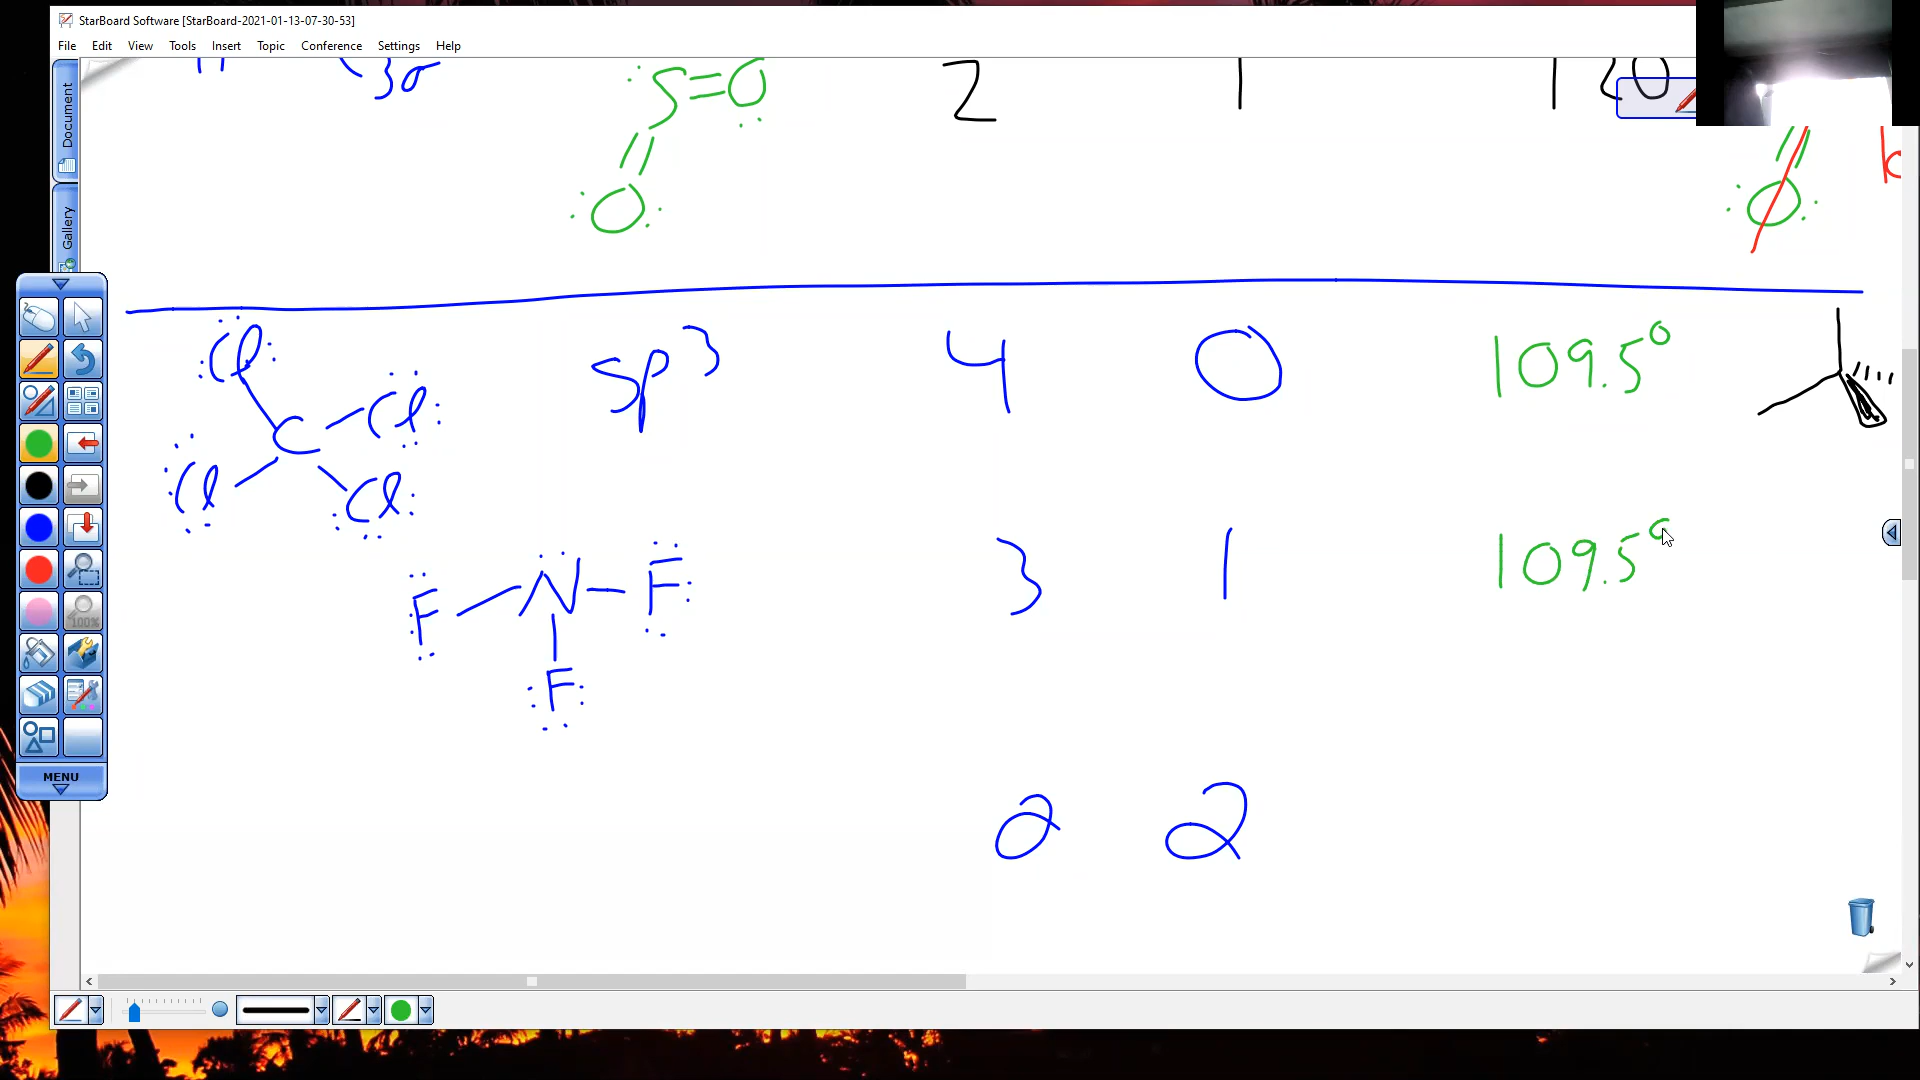 StarBoard Software [StarBoard-2021-01-13-07-30-53]
File Edit View Tools Insert Topic Conference Settings Help
Document
Gallery
π 3σ
:S=O
2 1 120
:O:
O
:Cl: sp³ 4 0 109.5°
C Cl:
:Cl :Cl:
:F—N—F: 3 1 109.5°
:F:
2 2
100%
MENU